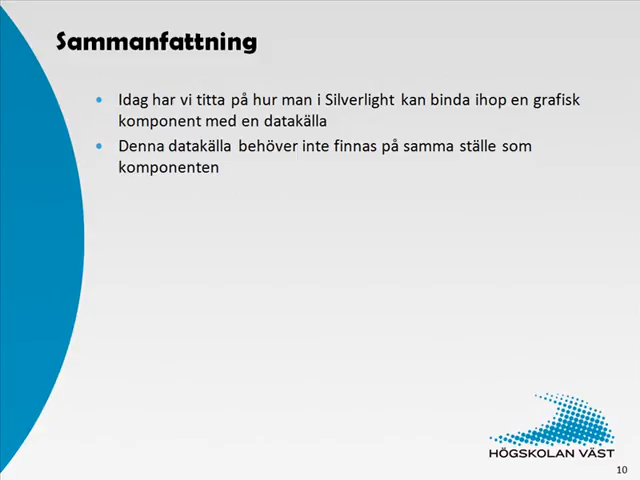 Sammanfattning
Idag har vi titta på hur man i Silverlight kan binda ihop en grafisk
komponent med en datakälla
Denna datakälla behöver inte finnas på samma ställe som
komponenten
HÖGSKOLAN VÄST
10